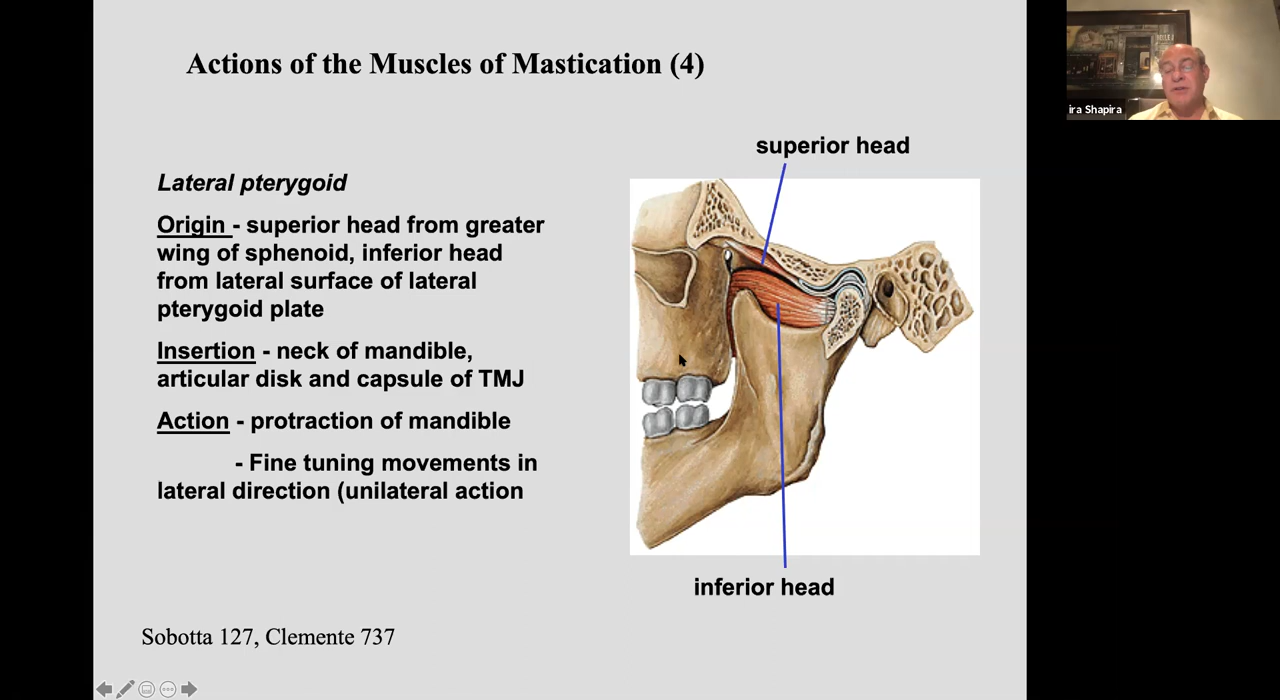 Actions of the Muscles of Mastication (4)
ira Shapira
superior head
Lateral pterygoid
Origin - superior head from greater
wing of sphenoid, inferior head
from lateral surface of lateral
pterygoid plate
Insertion - neck of mandible,
articular disk and capsule of TMJ
Action - protraction of mandible
- Fine tuning movements in
lateral direction (unilateral action
inferior head
Sobotta 127, Clemente 737